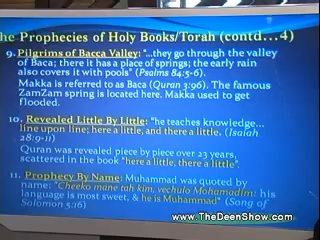 he Prophecies of Holy Books/Torah (contd...4)
9. Pilgrims of Bacca Valley: "...they go through the valley
of Baca; there it has a place of springs; the early rain
also covers it with pools" (Psalms 84:5-6).
Makka is referred to as Baca (Quran 3:96). The famous
ZamZam spring is located here. Makka used to get
flooded.
10. Revealed Little By Little: "he teaches knowledge...
line upon line; here and there, a little and there." (Isaiah
28:9-11)
Quran was revealed piece by piece over 23 years,
scattered in the book "here a little, there a little".
11. Prophecy By Name: Muhammad was quoted by
name: "Cheeko mane tah kim, vechulo Mohamadim: his
language is most sweet, & he is Muhammad" (Song of
Solomon 5:16)
www.TheDeenShow.com